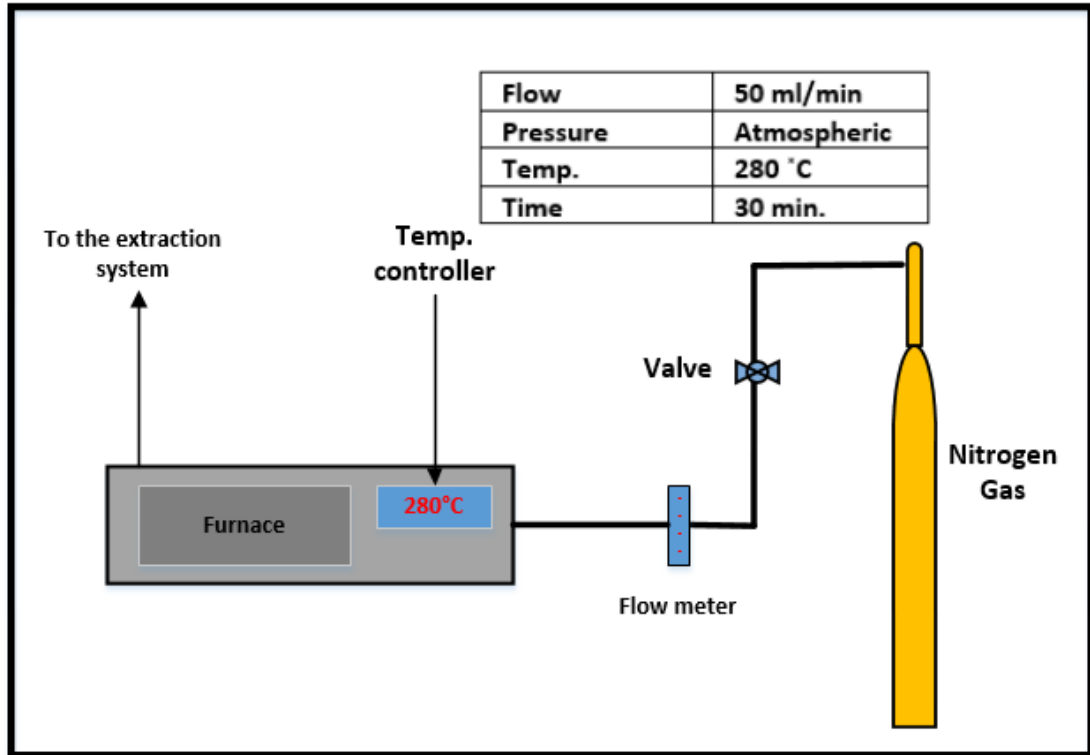 Flow 50 ml/min
Pressure Atmospheric
Temp. 280 ˚C
Time 30 min.
To the extraction
system
Temp.
controller
Valve
Nitrogen
Gas
280°C
Furnace
Flow meter